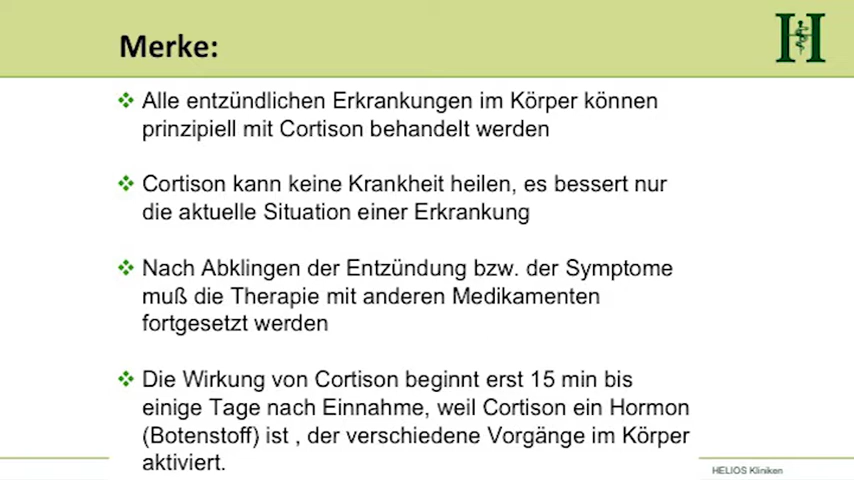 Merke:
H
Alle entzündlichen Erkrankungen im Körper können
prinzipiell mit Cortison behandelt werden
Cortison kann keine Krankheit heilen, es bessert nur
die aktuelle Situation einer Erkrankung
Nach Abklingen der Entzündung bzw. der Symptome
muß die Therapie mit anderen Medikamenten
fortgesetzt werden
Die Wirkung von Cortison beginnt erst 15 min bis
einige Tage nach Einnahme, weil Cortison ein Hormon
(Botenstoff) ist , der verschiedene Vorgänge im Körper
aktiviert.
HELIOS Kliniken